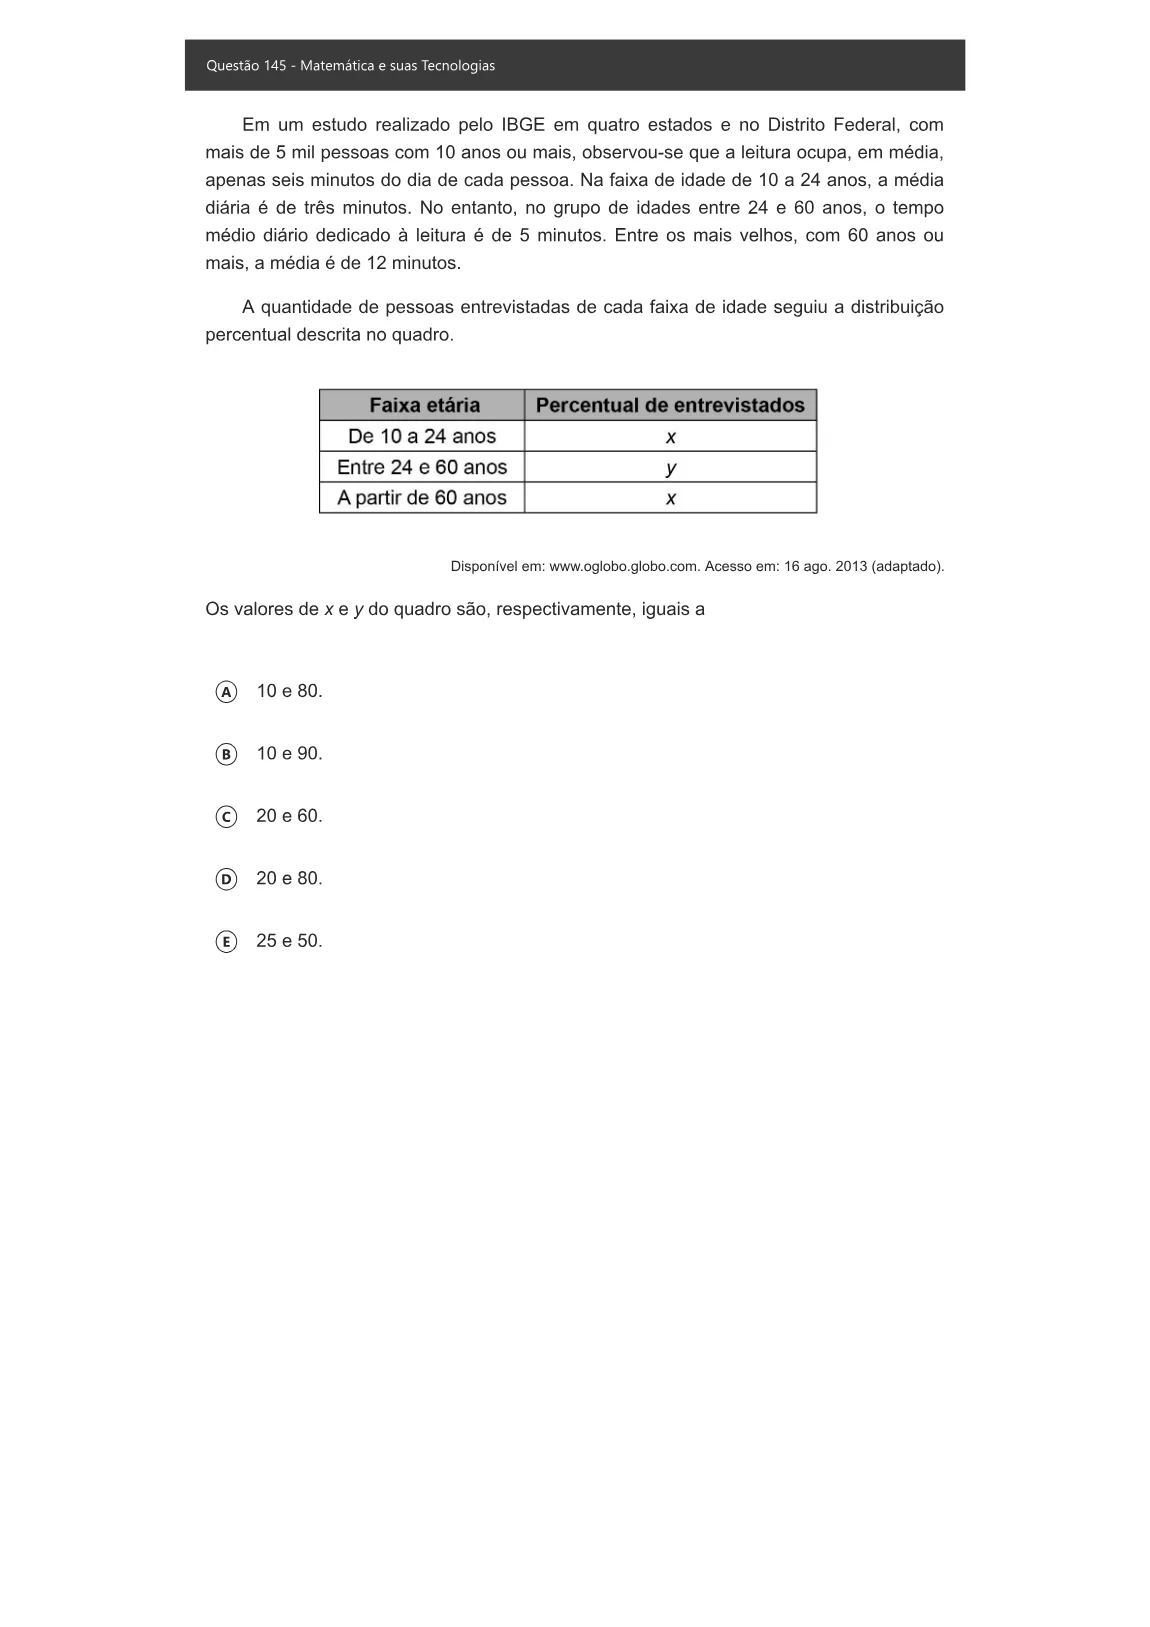 Questão 145 - Matemática e suas Tecnologias
Em um estudo realizado pelo IBGE em quatro estados e no Distrito Federal, com
mais de 5 mil pessoas com 10 anos ou mais, observou-se que a leitura ocupa, em média,
apenas seis minutos do dia de cada pessoa. Na faixa de idade de 10 a 24 anos, a média
diária é de três minutos. No entanto, no grupo de idades entre 24 e 60 anos, o tempo
médio diário dedicado à leitura é de 5 minutos. Entre os mais velhos, com 60 anos ou
mais, a média é de 12 minutos.
A quantidade de pessoas entrevistadas de cada faixa de idade seguiu a distribuição
percentual descrita no quadro.
Faixa etária Percentual de entrevistados
De 10 a 24 anos x
Entre 24 e 60 anos y
A partir de 60 anos x
Disponível em: www.oglobo.globo.com. Acesso em: 16 ago. 2013 (adaptado).
Os valores de x e y do quadro são, respectivamente, iguais a
A 10 e 80.
B 10 e 90.
C 20 e 60.
D 20 e 80.
E 25 e 50.